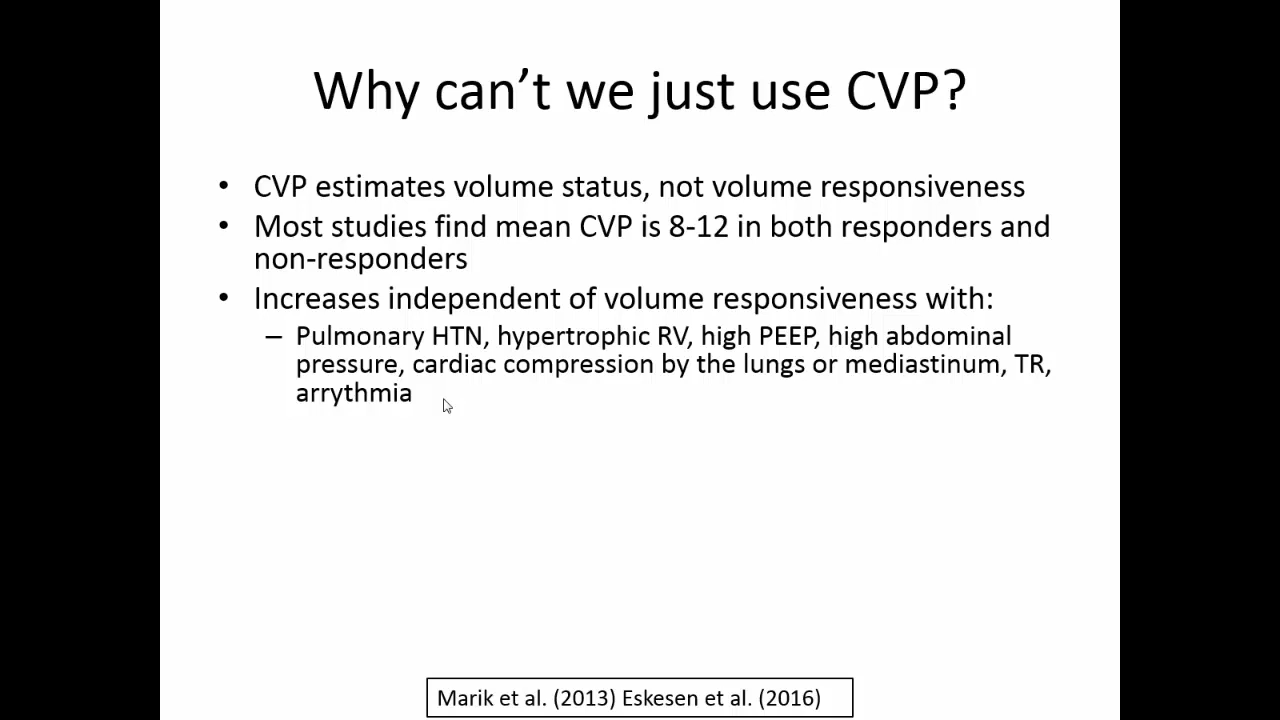 Why can’t we just use CVP?
• CVP estimates volume status, not volume responsiveness
• Most studies find mean CVP is 8-12 in both responders and
non-responders
• Increases independent of volume responsiveness with:
– Pulmonary HTN, hypertrophic RV, high PEEP, high abdominal
pressure, cardiac compression by the lungs or mediastinum, TR,
arrythmia
Marik et al. (2013) Eskesen et al. (2016)